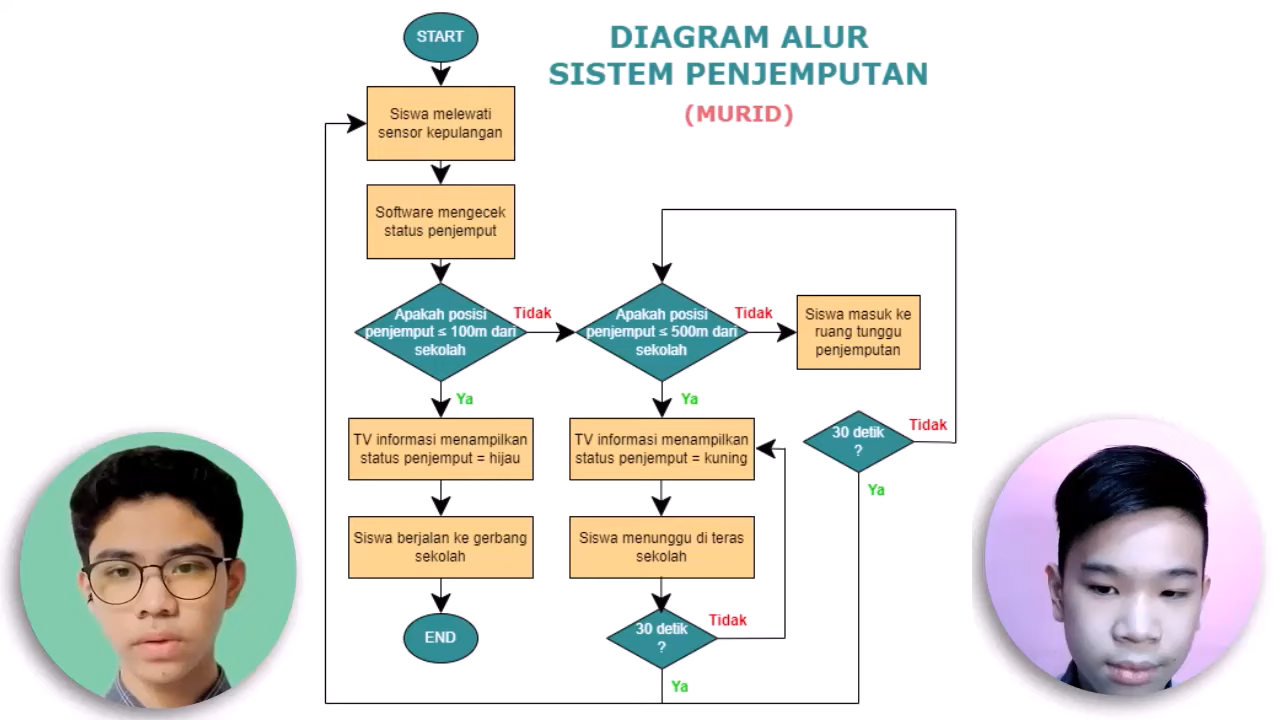 START
DIAGRAM ALUR
SISTEM PENJEMPUTAN
(MURID)
Siswa melewati
sensor kepulangan
Software mengecek
status penjemput
Apakah posisi
penjemput ≤ 100m dari
sekolah
Tidak
Apakah posisi
penjemput ≤ 500m dari
sekolah
Tidak
Siswa masuk ke
ruang tunggu
penjemputan
Ya
Ya
TV informasi menampilkan
status penjemput = hijau
TV informasi menampilkan
status penjemput = kuning
30 detik
?
Tidak
Ya
Siswa berjalan ke gerbang
sekolah
Siswa menunggu di teras
sekolah
END
30 detik
?
Tidak
Ya